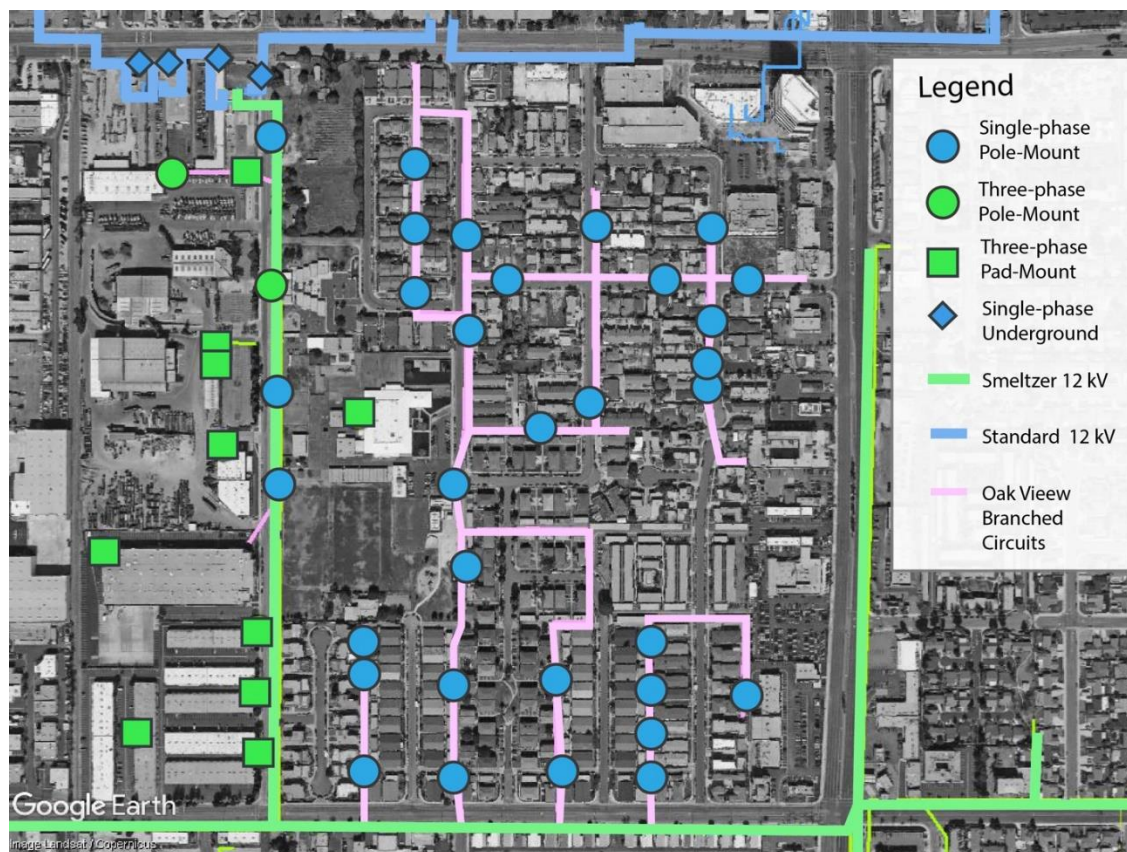 Legend
Single-phase
Pole-Mount
Three-phase
Pole-Mount
Three-phase
Pad-Mount
Single-phase
Underground
Smeltzer 12 kV
Standard 12 kV
Oak Vieew
Branched
Circuits
Google Earth
Image Landsat / Copernicus